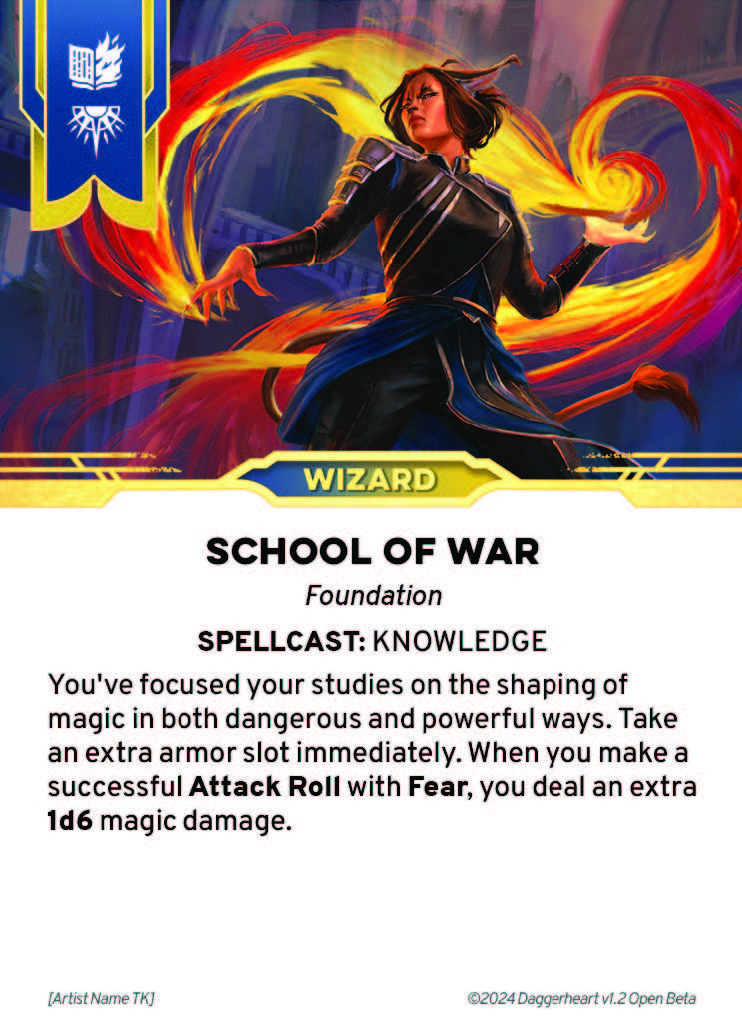 WIZARD
SCHOOL OF WAR
Foundation
SPELLCAST: KNOWLEDGE
You've focused your studies on the shaping of
magic in both dangerous and powerful ways. Take
an extra armor slot immediately. When you make a
successful Attack Roll with Fear, you deal an extra
1d6 magic damage.
[Artist Name TK]
©2024 Daggerheart v1.2 Open Beta